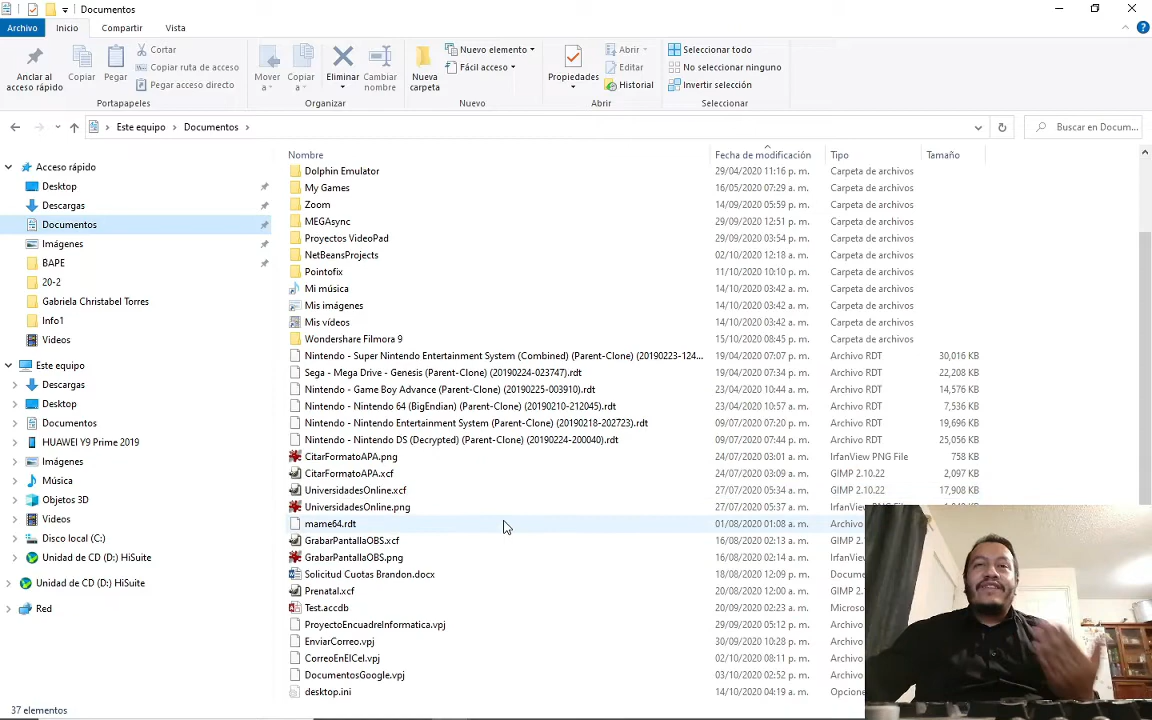 Documentos
Archivo Inicio Compartir Vista
Anclar al acceso rápido
Copiar
Pegar
Cortar
Copiar ruta de acceso
Pegar acceso directo
Portapapeles
Mover a
Copiar a
Eliminar
Cambiar nombre
Organizar
Nueva carpeta
Nuevo elemento
Fácil acceso
Nuevo
Propiedades
Abrir
Editar
Historial
Abrir
Seleccionar todo
No seleccionar ninguno
Invertir selección
Seleccionar
Este equipo > Documentos >
Buscar en Docum...
Acceso rápido
Desktop
Descargas
Documentos
Imágenes
BAPE
20-2
Gabriela Christabel Torres
Info1
Videos
Este equipo
Descargas
Desktop
Documentos
HUAWEI Y9 Prime 2019
Imágenes
Música
Objetos 3D
Videos
Disco local (C:)
Unidad de CD (D:) HiSuite
Unidad de CD (D:) HiSuite
Red
Nombre Fecha de modificación Tipo Tamaño
Dolphin Emulator 29/04/2020 11:16 p. m. Carpeta de archivos
My Games 16/05/2020 07:29 a. m. Carpeta de archivos
Zoom 14/09/2020 05:59 p. m. Carpeta de archivos
MEGAsync 29/09/2020 12:51 p. m. Carpeta de archivos
Proyectos VideoPad 29/09/2020 03:54 p. m. Carpeta de archivos
NetBeansProjects 02/10/2020 12:18 a. m. Carpeta de archivos
Pointofix 11/10/2020 10:10 p. m. Carpeta de archivos
Mi música 14/10/2020 03:42 a. m. Carpeta de archivos
Mis imágenes 14/10/2020 03:42 a. m. Carpeta de archivos
Mis vídeos 14/10/2020 03:42 a. m. Carpeta de archivos
Wondershare Filmora 9 15/10/2020 08:45 p. m. Carpeta de archivos
Nintendo - Super Nintendo Entertainment System (Combined) (Parent-Clone) (20190223-124... 19/04/2020 07:07 p. m. Archivo RDT 30,016 KB
Sega - Mega Drive - Genesis (Parent-Clone) (20190224-023747).rdt 19/04/2020 07:34 p. m. Archivo RDT 22,208 KB
Nintendo - Game Boy Advance (Parent-Clone) (20190225-003910).rdt 23/04/2020 10:44 a. m. Archivo RDT 14,576 KB
Nintendo - Nintendo 64 (BigEndian) (Parent-Clone) (20190210-212045).rdt 23/04/2020 10:57 a. m. Archivo RDT 7,536 KB
Nintendo - Nintendo Entertainment System (Parent-Clone) (20190218-202723).rdt 09/07/2020 07:20 p. m. Archivo RDT 19,696 KB
Nintendo - Nintendo DS (Decrypted) (Parent-Clone) (20190224-200040).rdt 09/07/2020 07:44 p. m. Archivo RDT 25,056 KB
CitarFormatoAPA.png 24/07/2020 03:01 a. m. IrfanView PNG File 758 KB
CitarFormatoAPA.xcf 24/07/2020 03:09 a. m. GIMP 2.10.22 2,097 KB
UniversidadesOnline.xcf 27/07/2020 05:34 p. m. GIMP 2.10.22 17,908 KB
UniversidadesOnline.png 27/07/2020 05:37 p. m. IrfanView
mame64.rdt 01/08/2020 01:08 a. m. Archivo
GrabarPantallaOBS.xcf 16/08/2020 02:13 a. m. GIMP 2.
GrabarPantallaOBS.png 16/08/2020 02:14 a. m. IrfanVie
Solicitud Cuotas Brandon.docx 18/08/2020 12:09 p. m. Docume
Prenatal.xcf 20/08/2020 12:00 a. m. GIMP 2.
Test.accdb 20/09/2020 02:23 a. m. Microso
ProyectoEncuadreInformatica.vpj 29/09/2020 05:12 p. m. Archivo
EnviarCorreo.vpj 30/09/2020 10:28 p. m. Archivo
CorreoEnElCel.vpj 02/10/2020 08:11 p. m. Archivo
DocumentosGoogle.vpj 03/10/2020 02:52 p. m. Archivo
desktop.ini 14/10/2020 04:19 a. m. Opcione
37 elementos